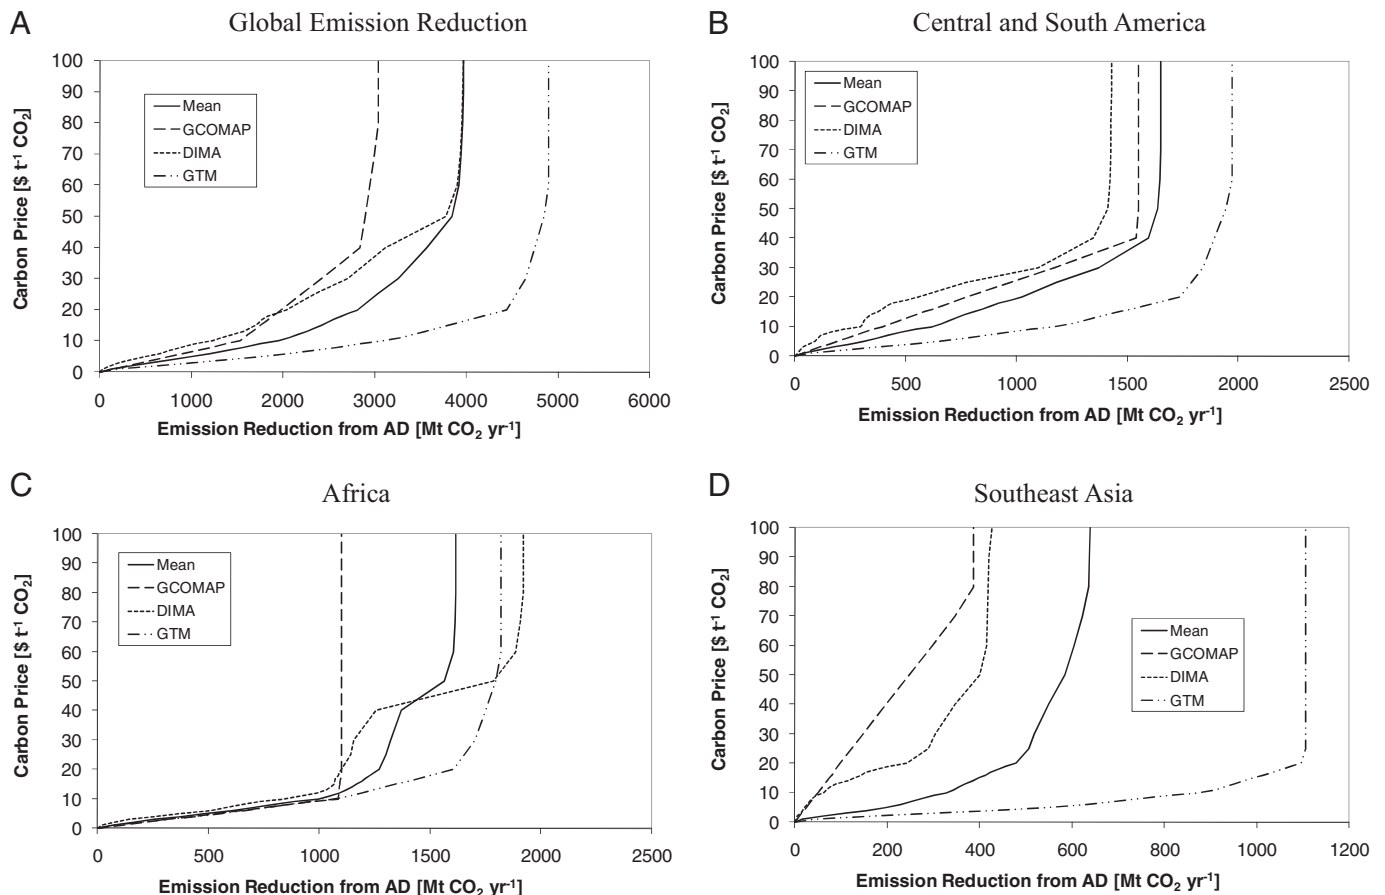 A
Global Emission Reduction
100
90
80
70
60
50
40
30
20
10
0
Carbon Price [$ t⁻¹ CO₂]
Mean
GCOMAP
DIMA
GTM
0 1000 2000 3000 4000 5000 6000
Emission Reduction from AD [Mt CO₂ yr⁻¹]
B
Central and South America
100
90
80
70
60
50
40
30
20
10
0
Carbon Price [$ t⁻¹ CO₂]
Mean
GCOMAP
DIMA
GTM
0 500 1000 1500 2000 2500
Emission Reduction from AD [Mt CO₂ yr⁻¹]
C
Africa
100
90
80
70
60
50
40
30
20
10
0
Carbon Price [$ t⁻¹ CO₂]
Mean
GCOMAP
DIMA
GTM
0 500 1000 1500 2000 2500
Emission Reduction from AD [Mt CO₂ yr⁻¹]
D
Southeast Asia
100
90
80
70
60
50
40
30
20
10
0
Carbon Price [$ t⁻¹ CO₂]
Mean
GCOMAP
DIMA
GTM
0 200 400 600 800 1000 1200
Emission Reduction from AD [Mt CO₂ yr⁻¹]